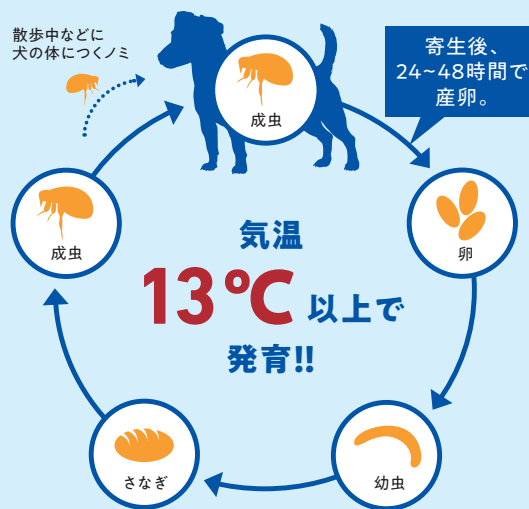 散歩中などに
犬の体につくノミ
成虫
寄生後、
24~48時間で
産卵。
卵
幼虫
さなぎ
成虫
気温
13℃ 以上で
発育!!